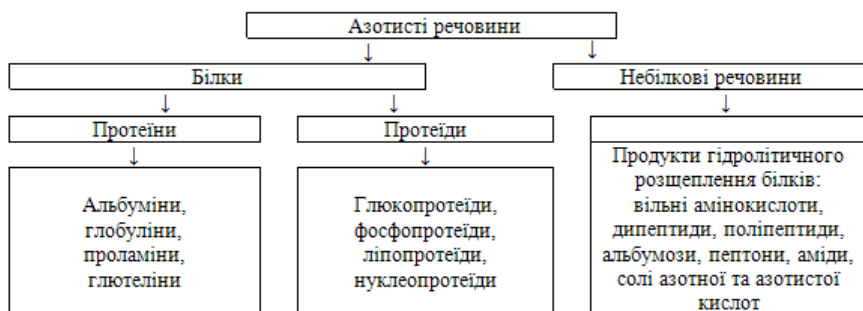 Азотисті речовини
↓ ↓
Білки
Небілкові речовини
↓ ↓ ↓
Протеїни
Протеїди
↓ ↓
Альбуміни,
глобуліни,
проламіни,
глютеліни
Глюкопротеїди,
фосфопротеїди,
ліпопротеїди,
нуклеопротеїди
Продукти гідролітичного
розщеплення білків:
вільні амінокислоти,
дипептиди, поліпептиди,
альбумози, пептони, аміди,
солі азотної та азотистої
кислот